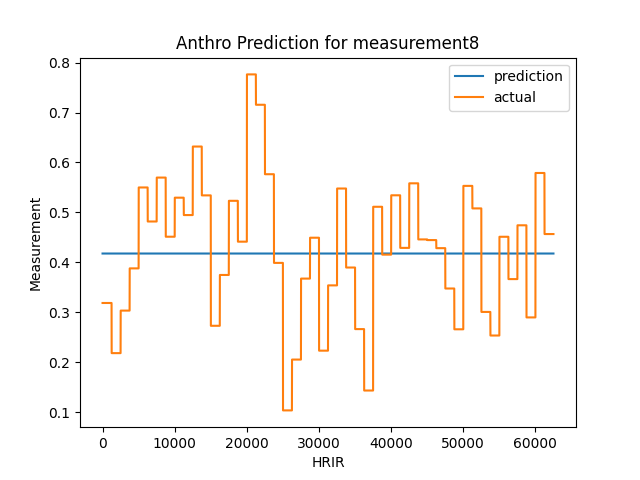 Anthro Prediction for measurement8
prediction
actual
Measurement
0.8
0.7
0.6
0.5
0.4
0.3
0.2
0.1
0 10000 20000 30000 40000 50000 60000
HRIR